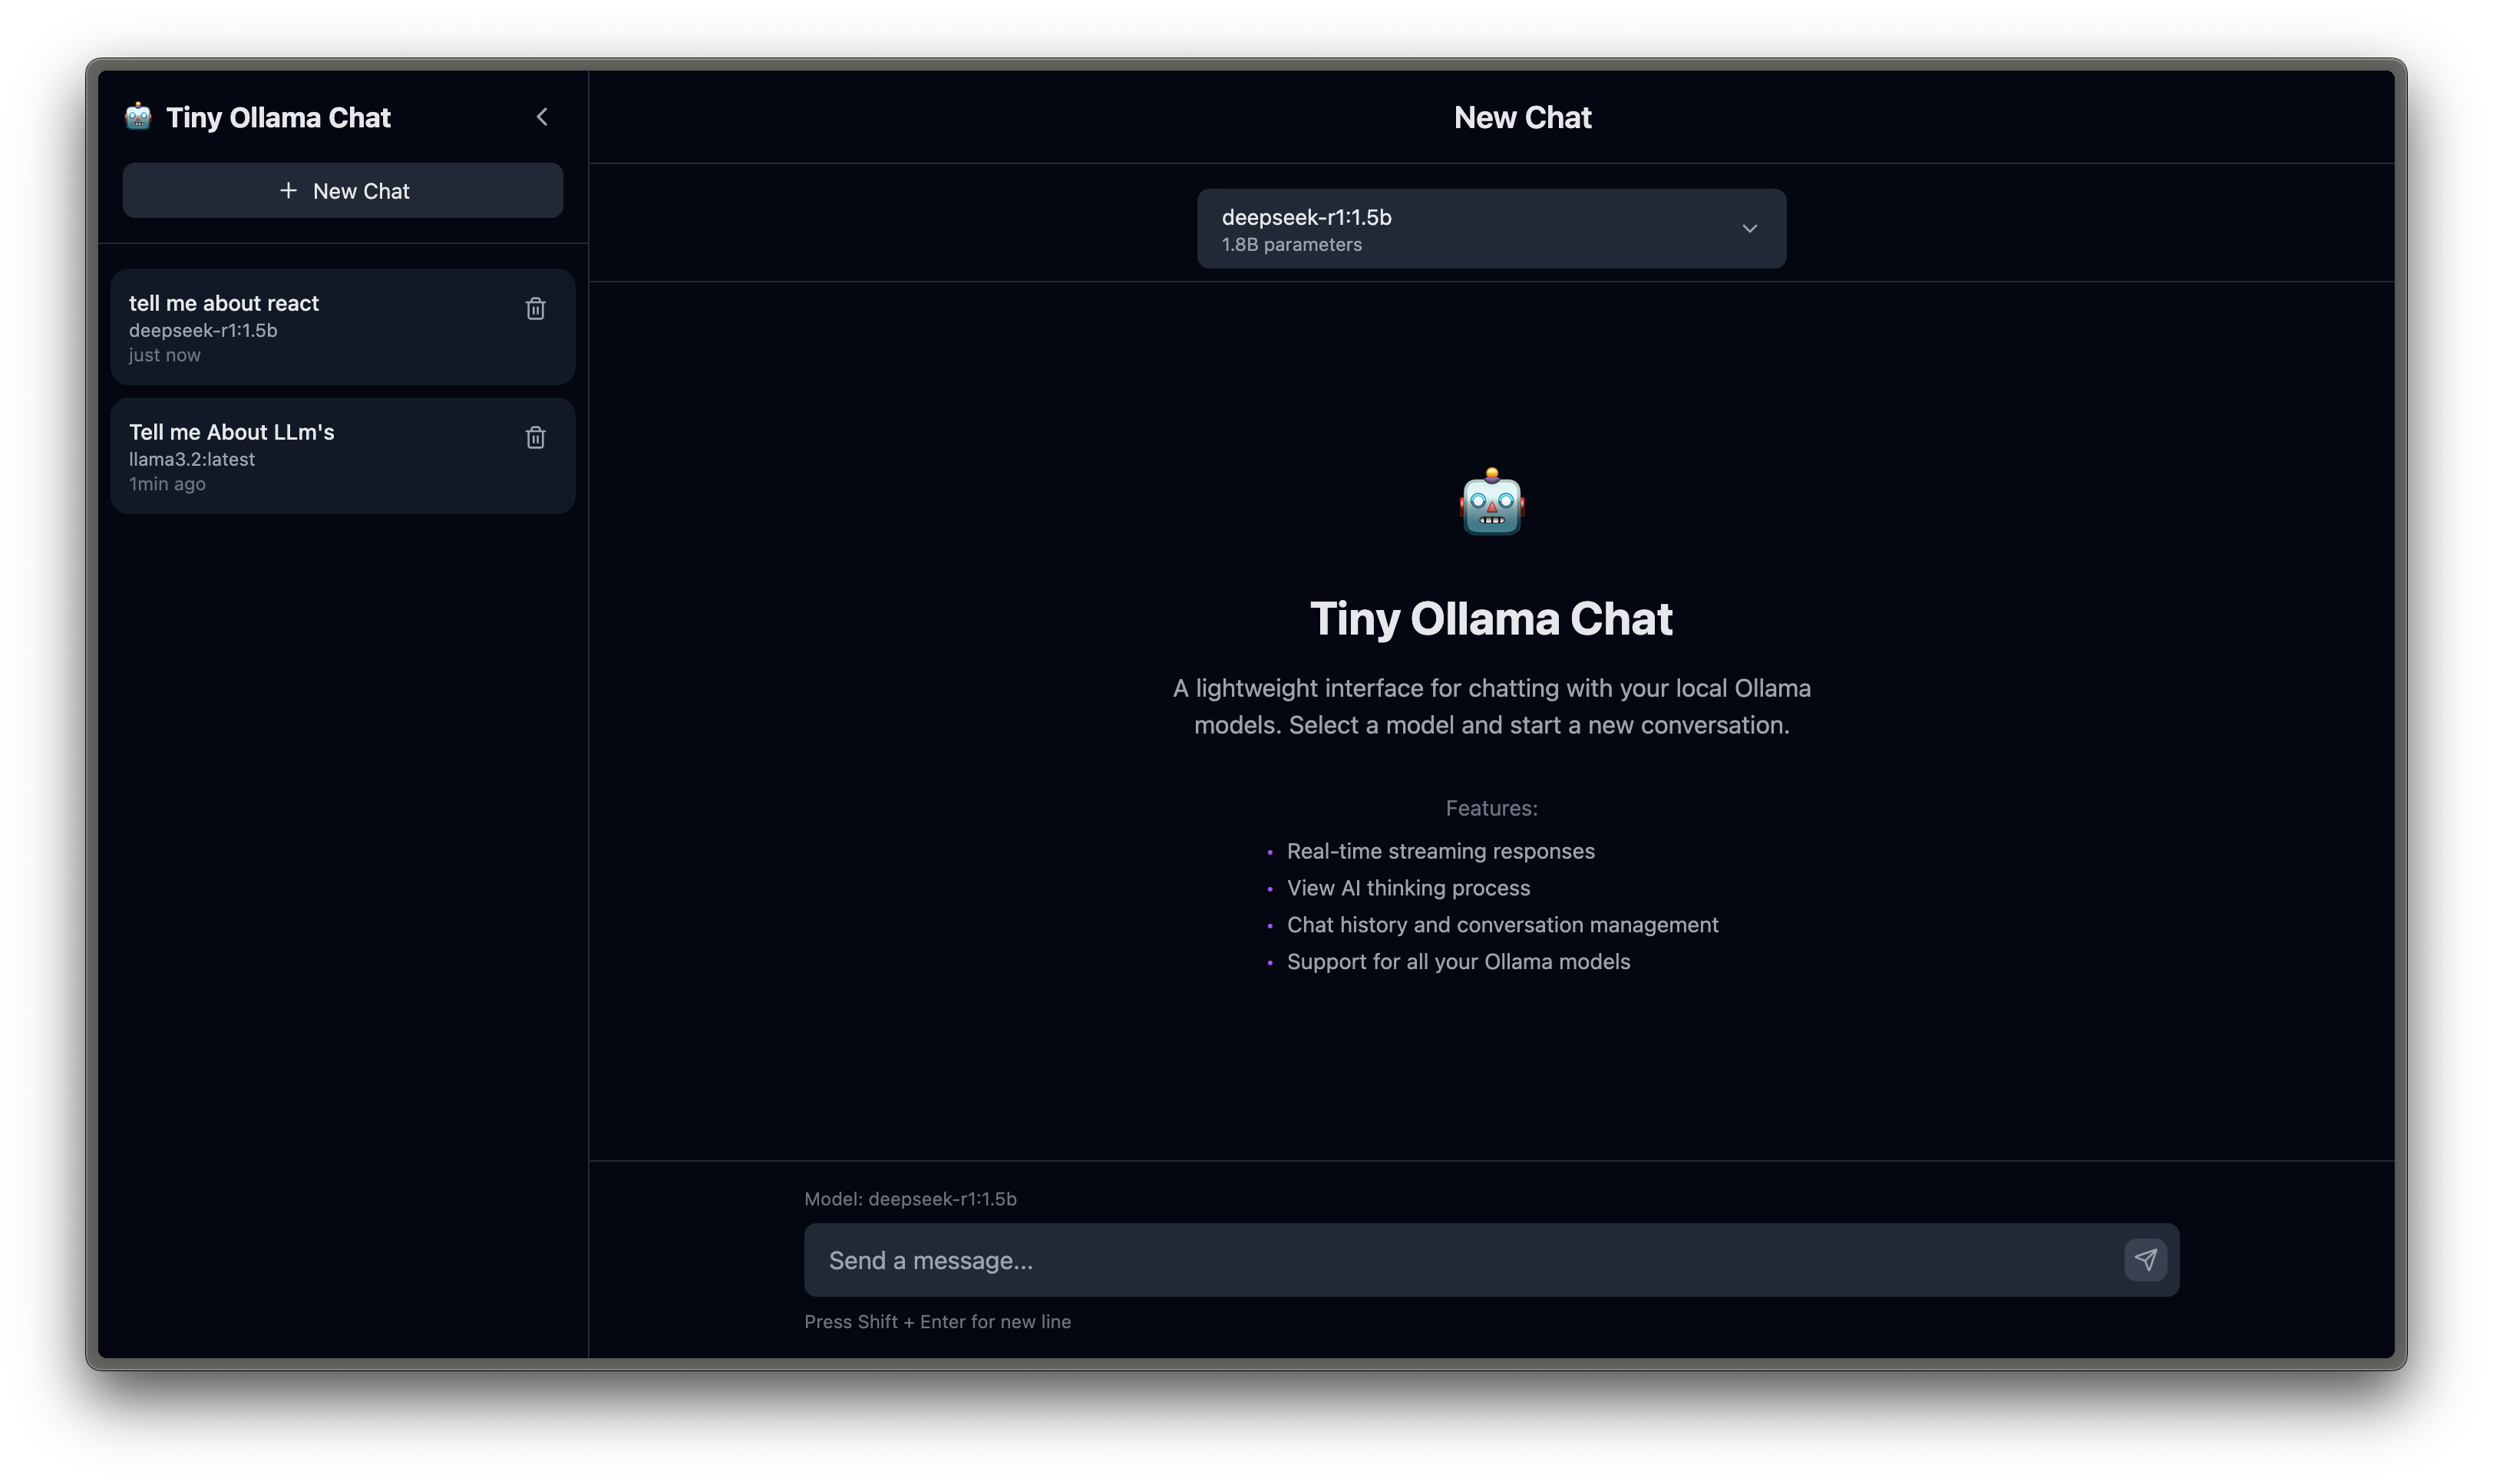 Tiny Ollama Chat
New Chat
tell me about react
deepseek-r1:1.5b
just now
Tell me About LLm's
llama3.2:latest
1min ago
New Chat
deepseek-r1:1.5b
1.8B parameters
Tiny Ollama Chat
A lightweight interface for chatting with your local Ollama
models. Select a model and start a new conversation.
Features:
• Real-time streaming responses
• View AI thinking process
• Chat history and conversation management
• Support for all your Ollama models
Model: deepseek-r1:1.5b
Send a message...
Press Shift + Enter for new line